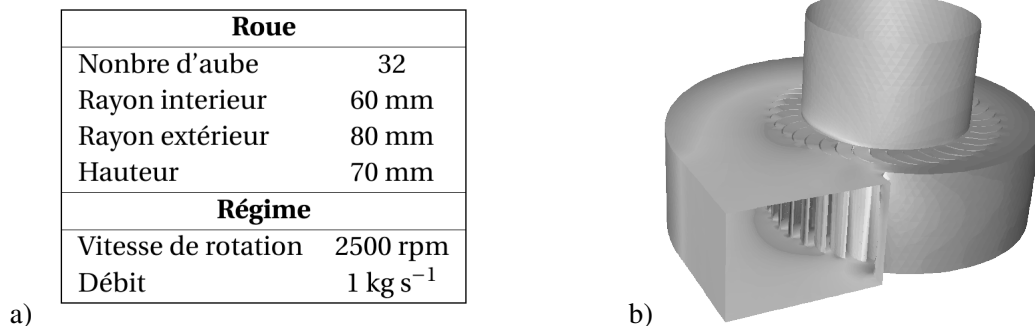 Roue
Nonbre d'aube 32
Rayon interieur 60 mm
Rayon extérieur 80 mm
Hauteur 70 mm
Régime
Vitesse de rotation 2500 rpm
Débit 1 kg s⁻¹
a)
b)